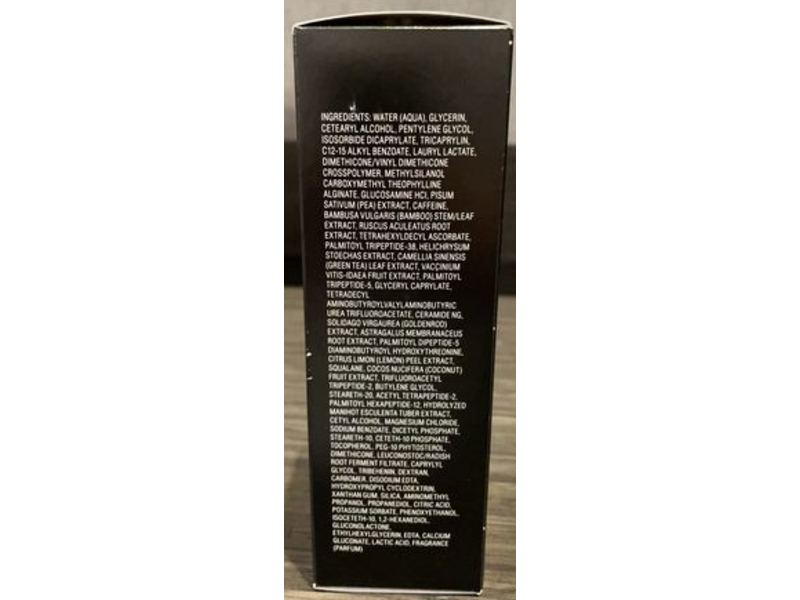 INGREDIENTS: WATER (AQUA), GLYCERIN,
CETEARYL ALCOHOL, PENTYLENE GLYCOL,
ISOSORBIDE DICAPRYLATE, TRICAPRYLIN,
C12-15 ALKYL BENZOATE, LAURYL LACTATE,
DIMETHICONE/VINYL DIMETHICONE
CROSSPOLYMER, METHYLSILANOL
CARBOXYMETHYL THEOPHYLLINE
ALGINATE, GLUCOSAMINE HCl, PISUM
SATIVUM (PEA) EXTRACT, CAFFEINE,
BAMBUSA VULGARIS (BAMBOO) STEM/LEAF
EXTRACT, RUSCUS ACULEATUS ROOT
EXTRACT, TETRAHEXYLDECYL ASCORBATE,
PALMITOYL TRIPEPTIDE-38, HELICHRYSUM
STOECHAS EXTRACT, CAMELLIA SINENSIS
(GREEN TEA) LEAF EXTRACT, VACCINIUM
VITIS-IDAEA FRUIT EXTRACT, PALMITOYL
TRIPEPTIDE-5, GLYCERYL CAPRYLATE,
TETRADECYL
AMINOBUTYROYLVALYLAMINOBUTYRIC
UREA TRIFLUOROACETATE, CERAMIDE NG,
SOLIDAGO VIRGAUREA (GOLDENROD)
EXTRACT, ASTRAGALUS MEMBRANACEUS
ROOT EXTRACT, PALMITOYL DIPEPTIDE-5
DIAMINOBUTYROYL HYDROXYTHREONINE,
CITRUS LIMON (LEMON) PEEL EXTRACT,
SQUALANE, COCOS NUCIFERA (COCONUT)
FRUIT EXTRACT, TRIFLUOROACETYL
TRIPEPTIDE-2, BUTYLENE GLYCOL,
STEARETH-20, ACETYL TETRAPEPTIDE-2,
PALMITOYL HEXAPEPTIDE-12, HYDROLYZED
MANIHOT ESCULENTA TUBER EXTRACT,
CETYL ALCOHOL, MAGNESIUM CHLORIDE,
SODIUM BENZOATE, DICETYL PHOSPHATE,
STEARETH-10, CETETH-10 PHOSPHATE,
TOCOPHEROL, PEG-10 PHYTOSTEROL,
DIMETHICONE, LEUCONOSTOC/RADISH
ROOT FERMENT FILTRATE, CAPRYLYL
GLYCOL, TRIBEHENIN, DEXTRAN,
CARBOMER, DISODIUM EDTA,
HYDROXYPROPYL CYCLODEXTRIN,
XANTHAN GUM, SILICA, AMINOMETHYL
PROPANOL, PROPANEDIOL, CITRIC ACID,
POTASSIUM SORBATE, PHENOXYETHANOL,
ISOCETETH-10, 1,2-HEXANEDIOL,
GLUCONOLACTONE,
ETHYLHEXYLGLYCERIN, EDTA, CALCIUM
GLUCONATE, LACTIC ACID, FRAGRANCE
(PARFUM)